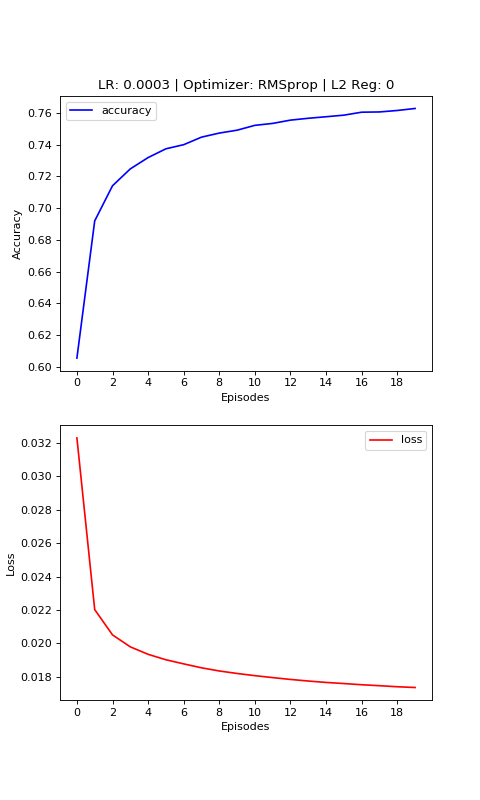 LR: 0.0003 | Optimizer: RMSprop | L2 Reg: 0
accuracy
0.76
0.74
0.72
0.70
0.68
0.66
0.64
0.62
0.60
Accuracy
0 2 4 6 8 10 12 14 16 18
Episodes
loss
0.032
0.030
0.028
0.026
0.024
0.022
0.020
0.018
Loss
0 2 4 6 8 10 12 14 16 18
Episodes